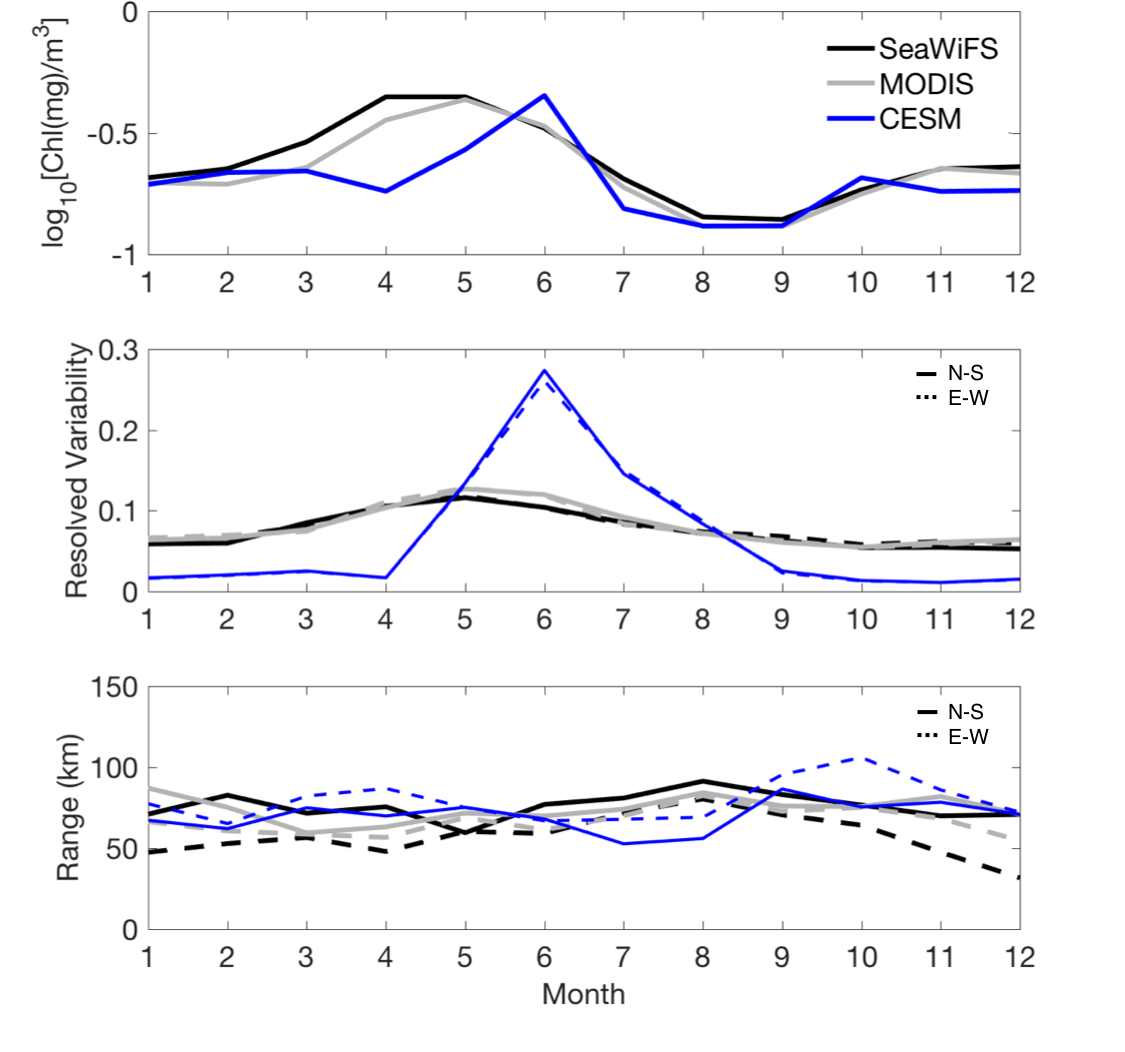 log10[Chl(mg)/m3]
0
-0.5
-1
SeaWiFS
MODIS
CESM
1 2 3 4 5 6 7 8 9 10 11 12
Resolved Variability
0.3
0.2
0.1
0
N-S
E-W
1 2 3 4 5 6 7 8 9 10 11 12
Range (km)
150
100
50
0
N-S
E-W
1 2 3 4 5 6 7 8 9 10 11 12
Month